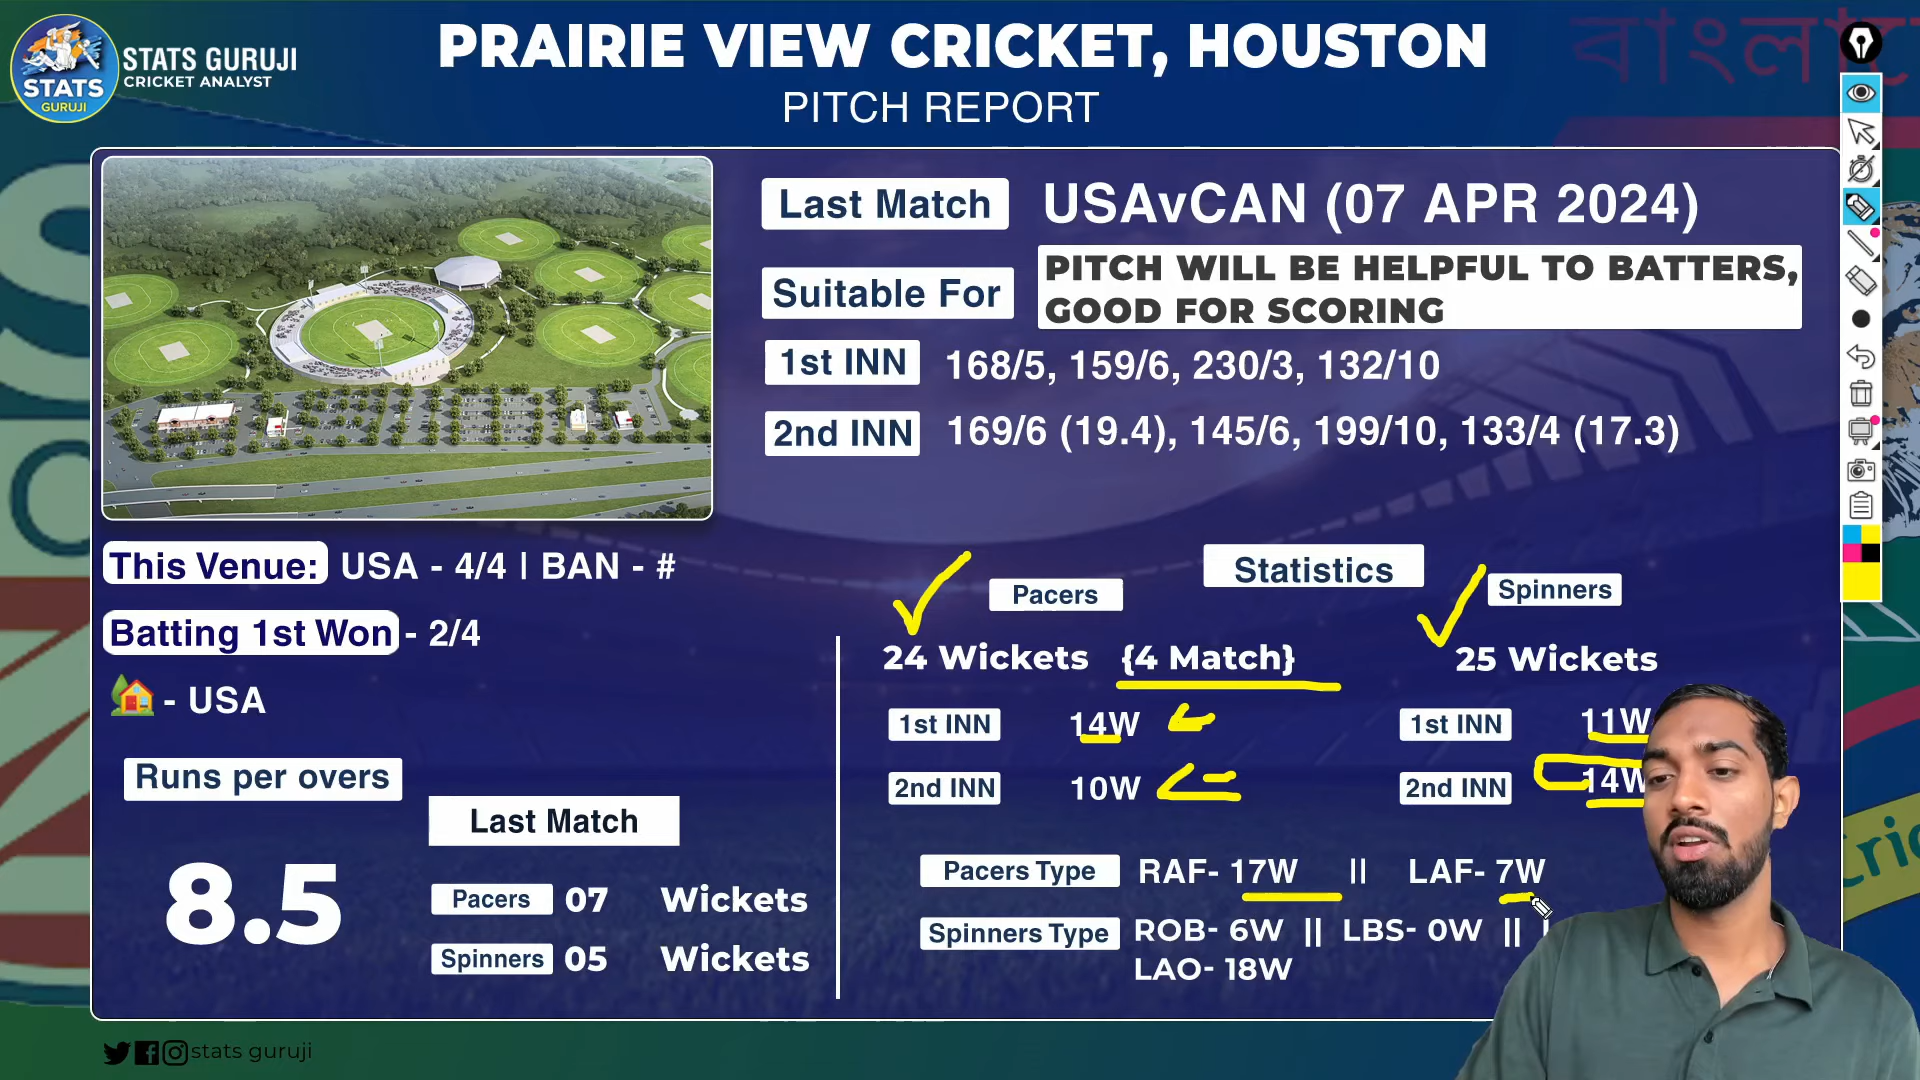 STATS
GURUJI
STATS GURUJI
CRICKET ANALYST
PRAIRIE VIEW CRICKET, HOUSTON
PITCH REPORT
Last Match USAvCAN (07 APR 2024)
Suitable For PITCH WILL BE HELPFUL TO BATTERS,
GOOD FOR SCORING
1st INN 168/5, 159/6, 230/3, 132/10
2nd INN 169/6 (19.4), 145/6, 199/10, 133/4 (17.3)
This Venue: USA - 4/4 | BAN - #
Batting 1st Won - 2/4
- USA
Runs per overs
8.5
Last Match
Pacers 07 Wickets
Spinners 05 Wickets
Statistics
Pacers
24 Wickets {4 Match}
1st INN 14W
2nd INN 10W
Spinners
25 Wickets
1st INN 11W
2nd INN 14W
Pacers Type RAF- 17W || LAF- 7W
Spinners Type ROB- 6W || LBS- 0W ||
LAO- 18W
stats guruji